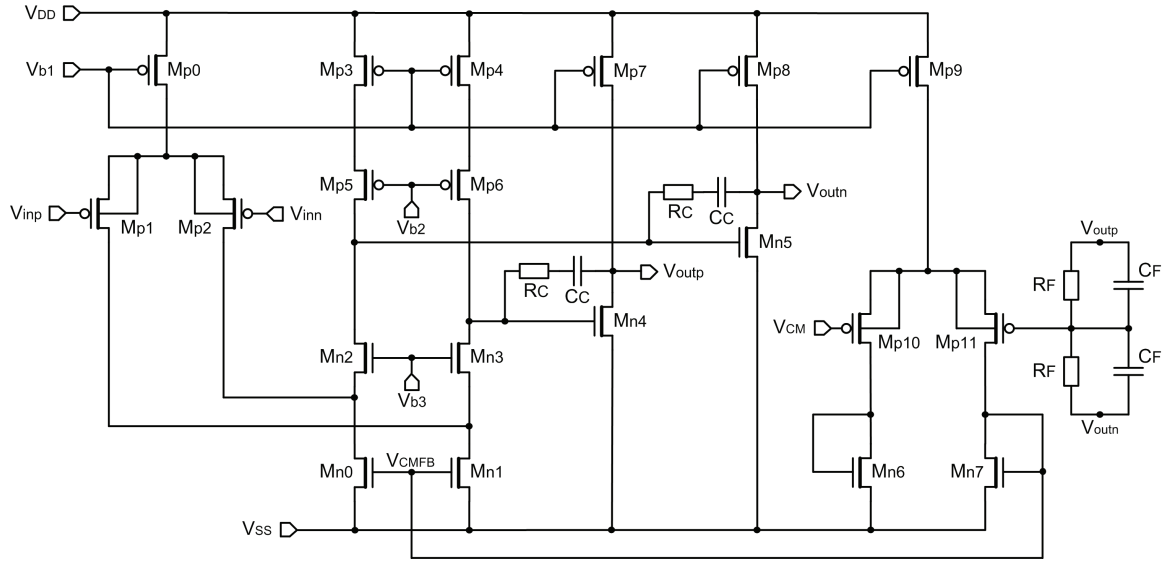 VDD
Vb1
Mp0
Mp3
Mp4
Mp7
Mp8
Mp9
Vinp
Mp1
Mp2
Vinn
Mp5
Mp6
Vb2
RC
CC
Voutn
Mn5
RC
CC
Voutp
Mn4
Voutp
RF
CF
VCM
Mp10
Mp11
RF
CF
Voutn
Mn2
Mn3
Vb3
Mn0
VCMFB
Mn1
Mn6
Mn7
VSS